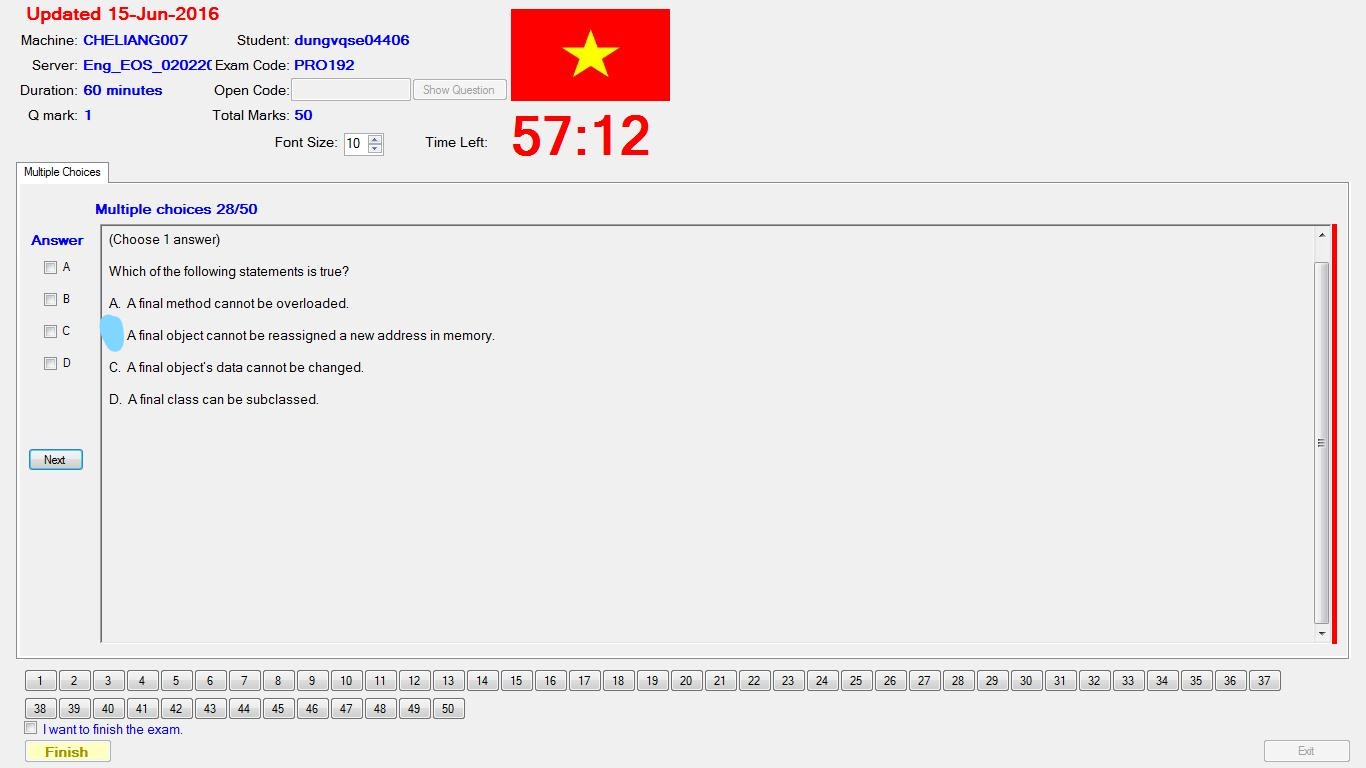 Updated 15-Jun-2016
Machine: CHELIANG007 Student: dungvqse04406
Server: Eng_EOS_02022( Exam Code: PRO192
Duration: 60 minutes Open Code: Show Question
Q mark: 1 Total Marks: 50
Font Size: 10 Time Left: 57:12
Multiple Choices
Multiple choices 28/50
Answer
(Choose 1 answer)
A
Which of the following statements is true?
B
A. A final method cannot be overloaded.
C
A final object cannot be reassigned a new address in memory.
D
C. A final object's data cannot be changed.
D. A final class can be subclassed.
Next
1 2 3 4 5 6 7 8 9 10 11 12 13 14 15 16 17 18 19 20 21 22 23 24 25 26 27 28 29 30 31 32 33 34 35 36 37
38 39 40 41 42 43 44 45 46 47 48 49 50
I want to finish the exam.
Finish Exit